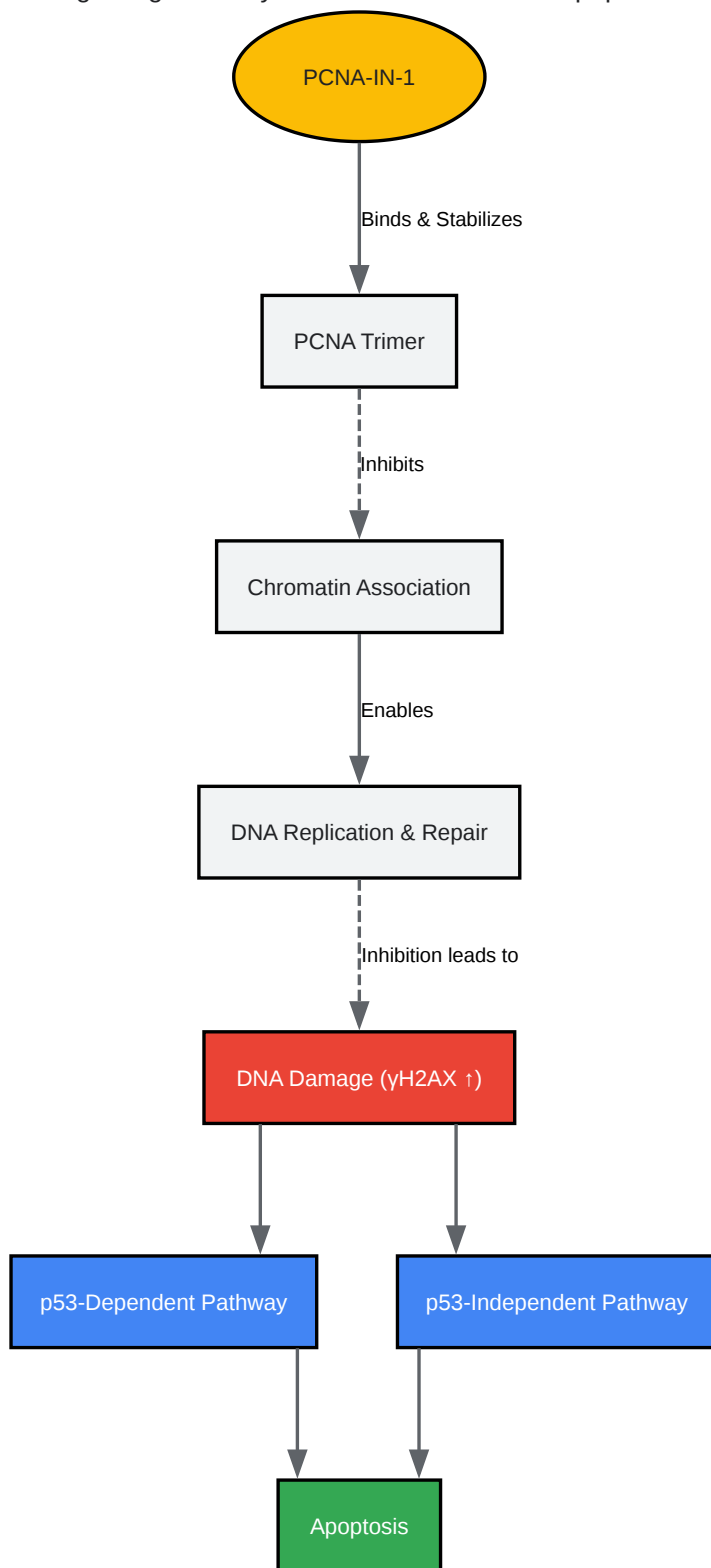 PCNA-IN-1
Binds & Stabilizes
PCNA Trimer
Inhibits
Chromatin Association
Enables
DNA Replication & Repair
Inhibition leads to
DNA Damage (γH2AX ↑)
p53-Dependent Pathway
p53-Independent Pathway
Apoptosis